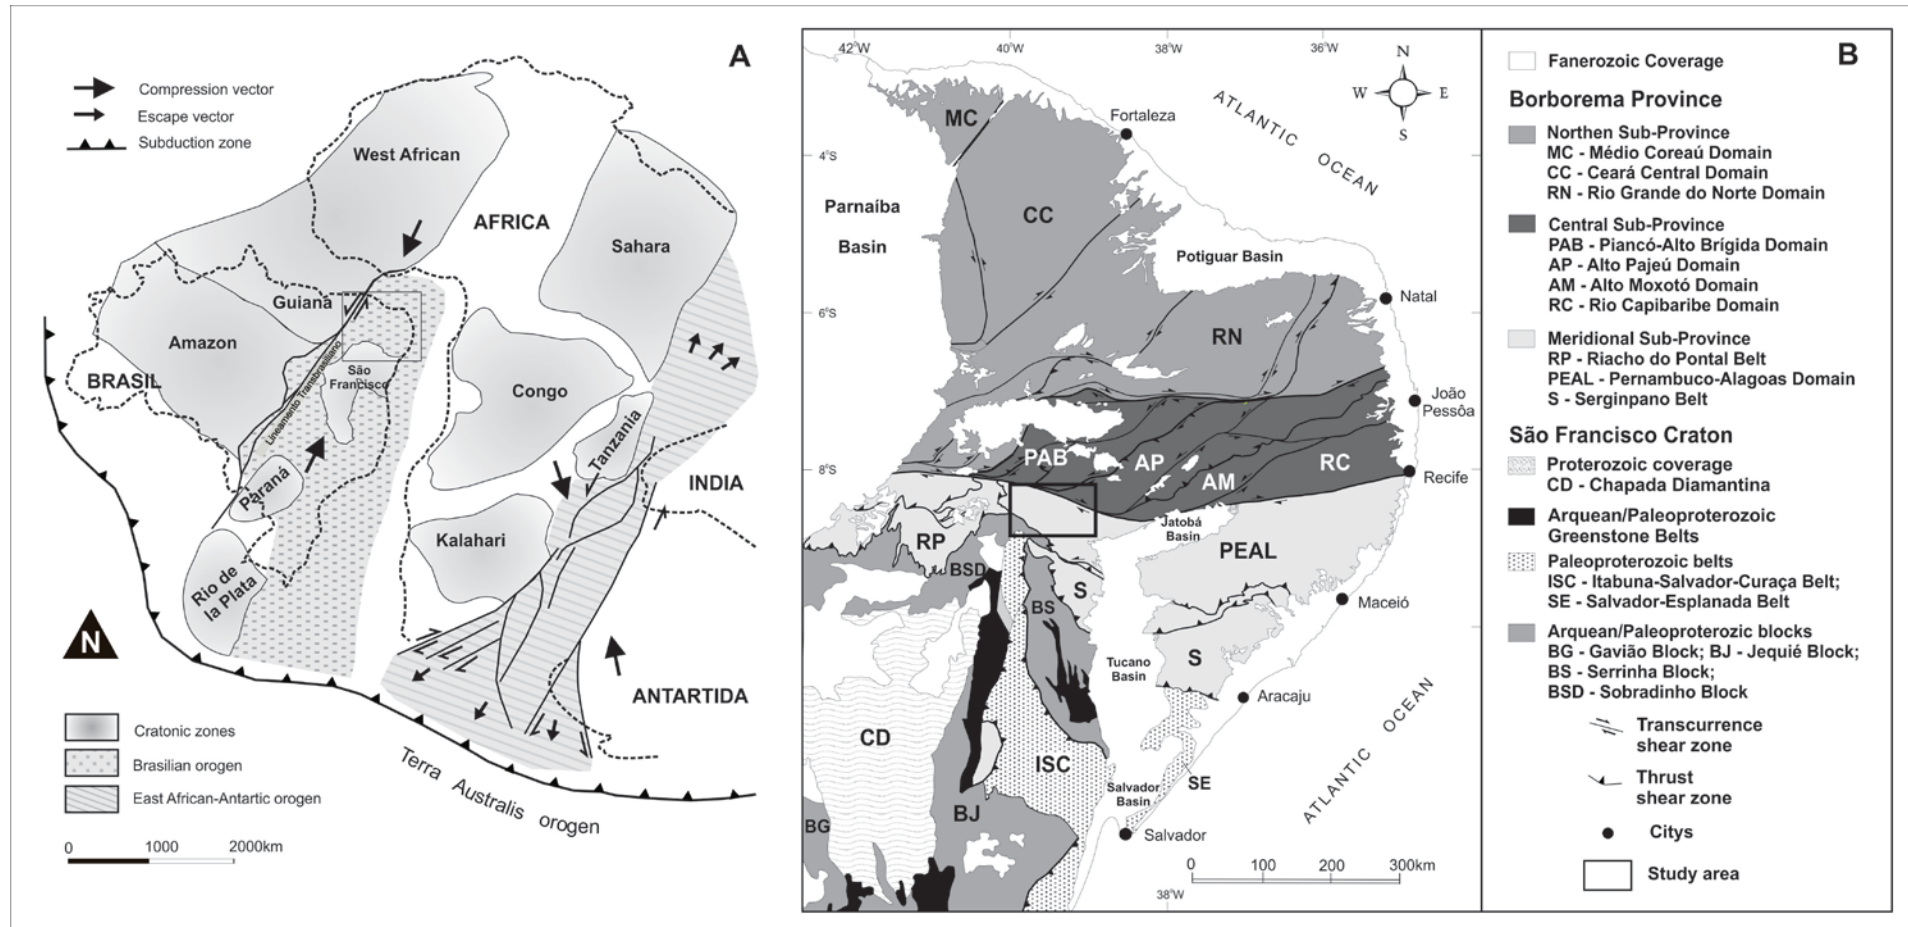 A
Compression vector
Escape vector
Subduction zone
West African
AFRICA
Sahara
Guiana
Amazon
BRASIL
São
Francisco
Lineamento Transbrasiliano
Congo
Tanzania
INDIA
Paraná
Kalahari
Rio de
la Plata
N
ANTARTIDA
Cratonic zones
Brasilian orogen
East African-Antartic orogen
Terra Australis orogen
0 1000 2000km
B
42°W 40°W 38°W 36°W
N
W E
S
MC
Fortaleza
ATLANTIC OCEAN
4°S
Parnaíba
Basin
CC
Potiguar Basin
Natal
6°S
RN
João
Pessôa
8°S
PAB AP AM RC
Recife
Jatobá
Basin
RP
PEAL
BSD
S
BS
Maceió
S
Tucano
Basin
Aracaju
CD
ISC
SE
Salvador
Basin
BJ
BG
Salvador
ATLANTIC OCEAN
0 100 200 300km
38°W
Fanerozoic Coverage
Borborema Province
Northen Sub-Province
MC - Médio Coreaú Domain
CC - Ceará Central Domain
RN - Rio Grande do Norte Domain
Central Sub-Province
PAB - Piancó-Alto Brígida Domain
AP - Alto Pajeú Domain
AM - Alto Moxotó Domain
RC - Rio Capibaribe Domain
Meridional Sub-Province
RP - Riacho do Pontal Belt
PEAL - Pernambuco-Alagoas Domain
S - Serginpano Belt
São Francisco Craton
Proterozoic coverage
CD - Chapada Diamantina
Arquean/Paleoproterozoic
Greenstone Belts
Paleoproterozoic belts
ISC - Itabuna-Salvador-Curaça Belt;
SE - Salvador-Esplanada Belt
Arquean/Paleoproterozic blocks
BG - Gavião Block; BJ - Jequié Block;
BS - Serrinha Block;
BSD - Sobradinho Block
Transcurrence
shear zone
Thrust
shear zone
Citys
Study area